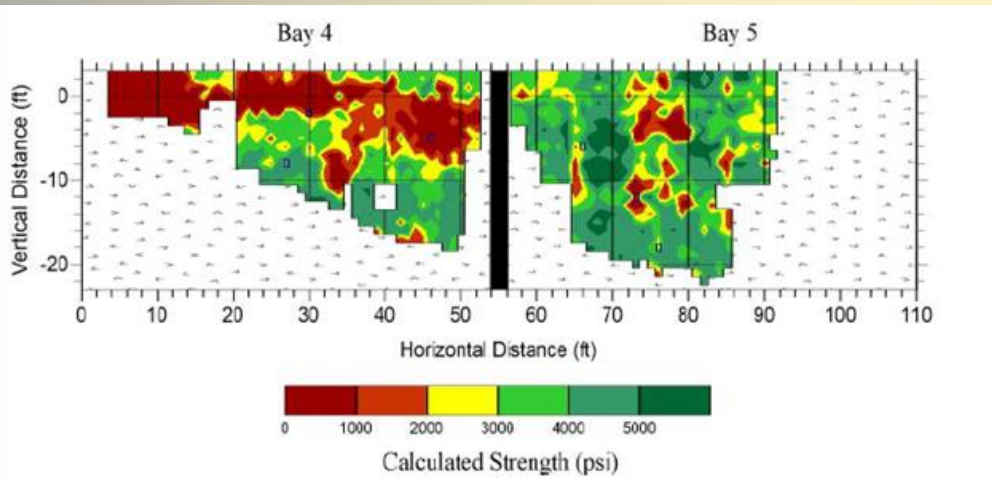 Bay 4
Bay 5
Vertical Distance (ft)
0
-10
-20
0 10 20 30 40 50 60 70 80 90 100 110
Horizontal Distance (ft)
0 1000 2000 3000 4000 5000
Calculated Strength (psi)